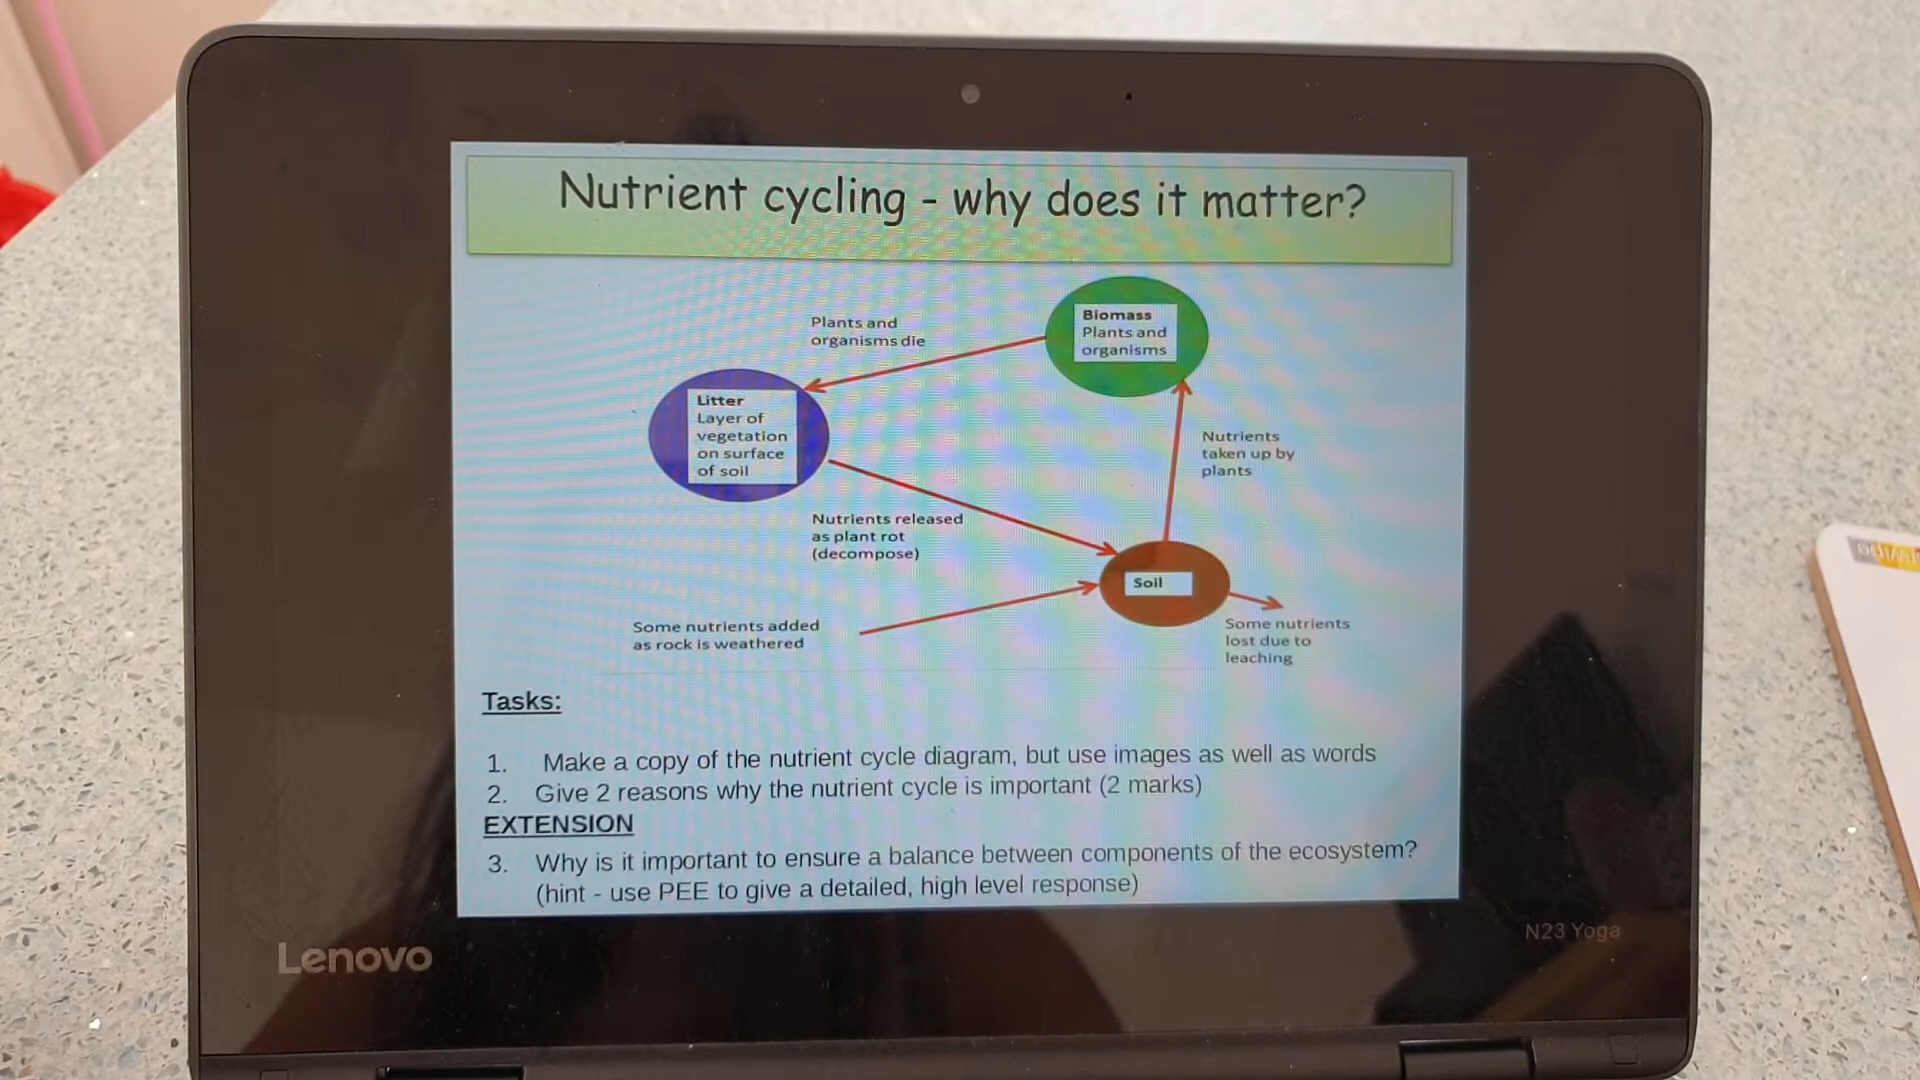 Nutrient cycling - why does it matter?
Biomass
Plants and
organisms
Plants and
organisms die
Litter
Layer of
vegetation
on surface
of soil
Nutrients
taken up by
plants
Nutrients released
as plant rot
(decompose)
Soil
Some nutrients added
as rock is weathered
Some nutrients
lost due to
leaching
Tasks:
1. Make a copy of the nutrient cycle diagram, but use images as well as words
2. Give 2 reasons why the nutrient cycle is important (2 marks)
EXTENSION
3. Why is it important to ensure a balance between components of the ecosystem?
(hint - use PEE to give a detailed, high level response)
Lenovo
N23 Yoga